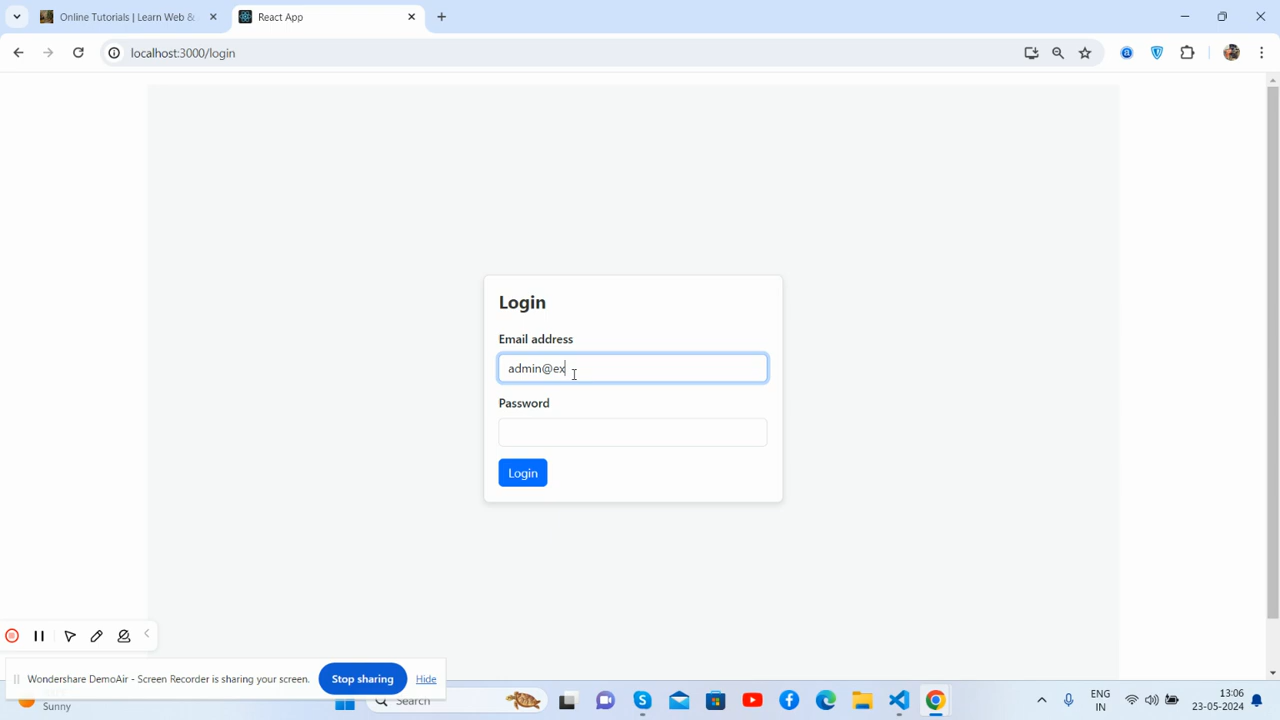 Online Tutorials | Learn Web &
React App
localhost:3000/login
Login
Email address
admin@ex
Password
Login
Wondershare DemoAir - Screen Recorder is sharing your screen.
Stop sharing
Hide
Sunny
Search
ENG
IN
13:06
23-05-2024